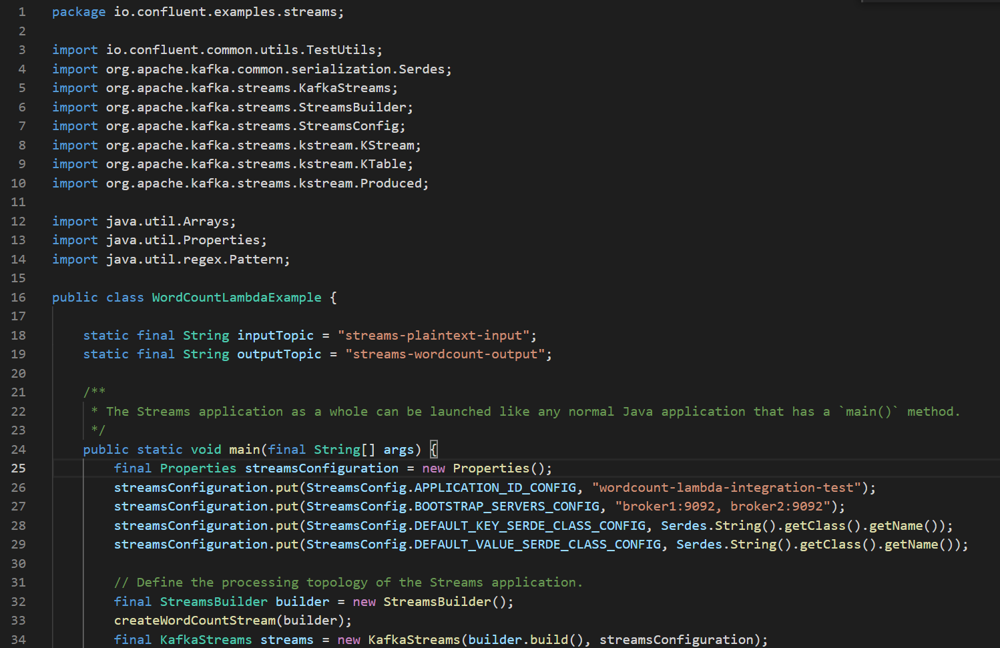 1 package io.confluent.examples.streams;
2
3 import io.confluent.common.utils.TestUtils;
4 import org.apache.kafka.common.serialization.Serdes;
5 import org.apache.kafka.streams.KafkaStreams;
6 import org.apache.kafka.streams.StreamsBuilder;
7 import org.apache.kafka.streams.StreamsConfig;
8 import org.apache.kafka.streams.kstream.KStream;
9 import org.apache.kafka.streams.kstream.KTable;
10 import org.apache.kafka.streams.kstream.Produced;
11
12 import java.util.Arrays;
13 import java.util.Properties;
14 import java.util.regex.Pattern;
15
16 public class WordCountLambdaExample {
17
18     static final String inputTopic = "streams-plaintext-input";
19     static final String outputTopic = "streams-wordcount-output";
20
21     /**
22      * The Streams application as a whole can be launched like any normal Java application that has a `main()` method.
23      */
24     public static void main(final String[] args) {
25         final Properties streamsConfiguration = new Properties();
26         streamsConfiguration.put(StreamsConfig.APPLICATION_ID_CONFIG, "wordcount-lambda-integration-test");
27         streamsConfiguration.put(StreamsConfig.BOOTSTRAP_SERVERS_CONFIG, "broker1:9092, broker2:9092");
28         streamsConfiguration.put(StreamsConfig.DEFAULT_KEY_SERDE_CLASS_CONFIG, Serdes.String().getClass().getName());
29         streamsConfiguration.put(StreamsConfig.DEFAULT_VALUE_SERDE_CLASS_CONFIG, Serdes.String().getClass().getName());
30
31         // Define the processing topology of the Streams application.
32         final StreamsBuilder builder = new StreamsBuilder();
33         createWordCountStream(builder);
34         final KafkaStreams streams = new KafkaStreams(builder.build(), streamsConfiguration);